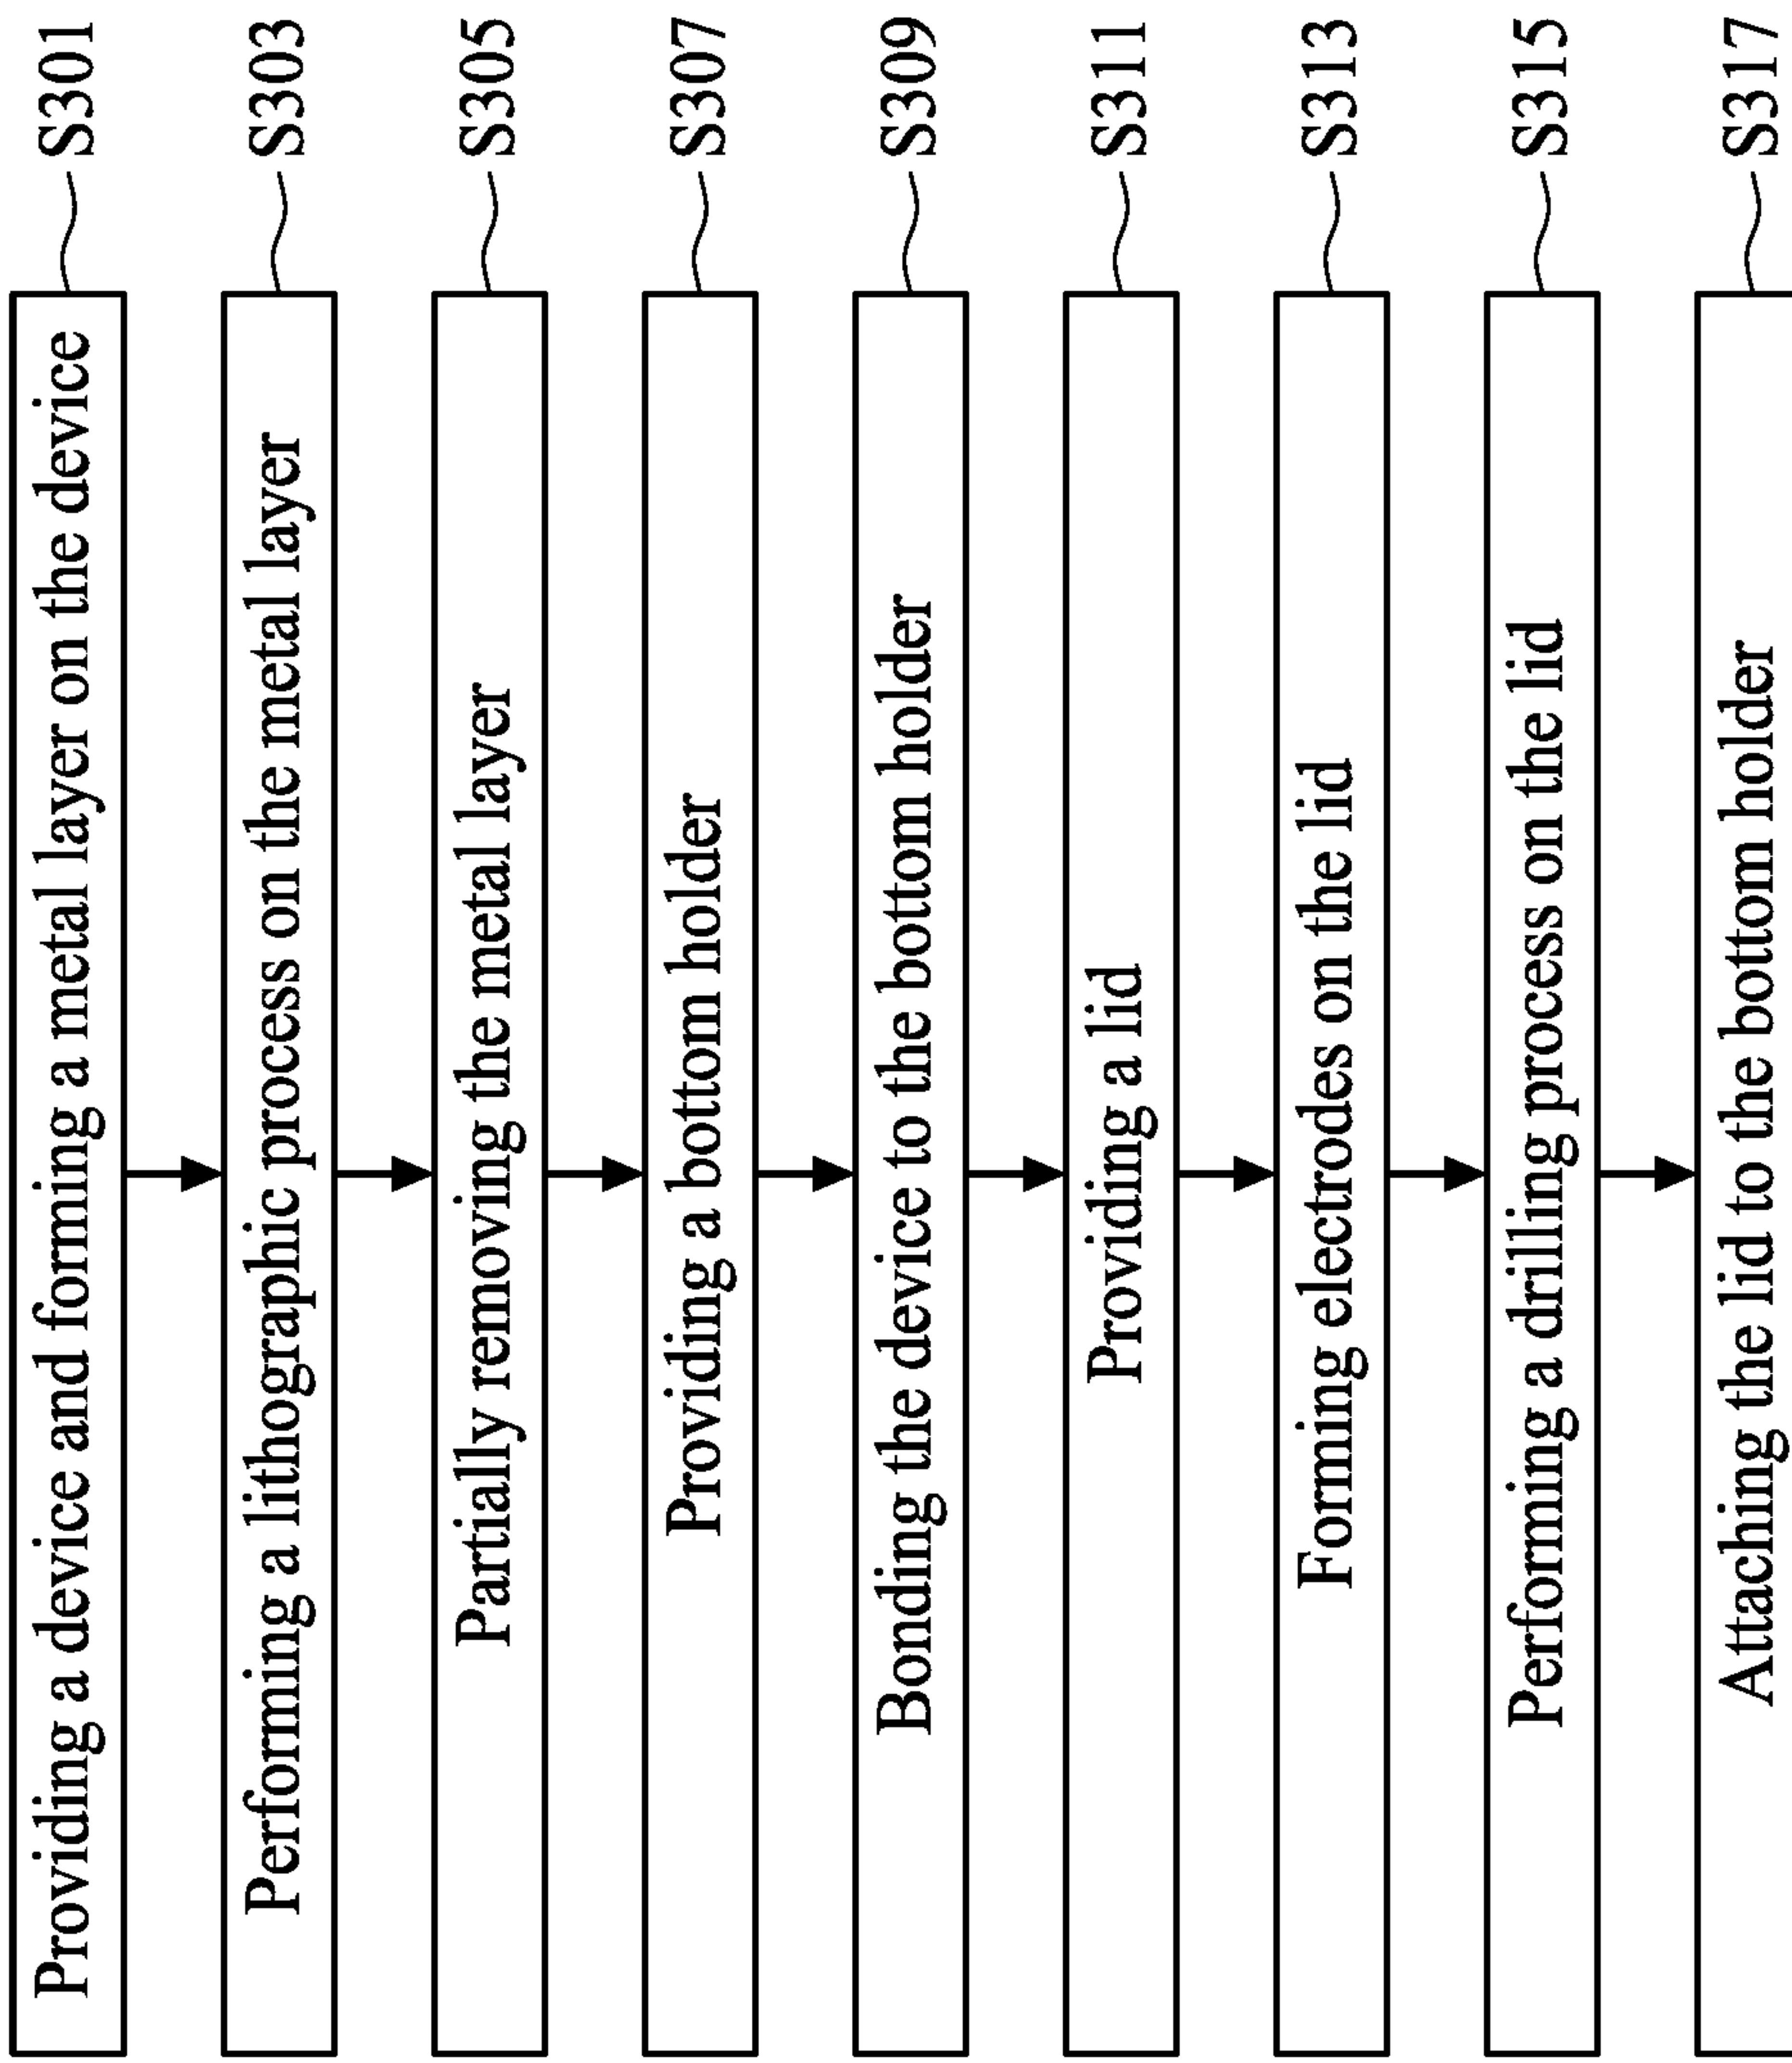 Providing a device and forming a metal layer on the device
S301
Performing a lithographic process on the metal layer
S303
Partially removing the metal layer
S305
Providing a bottom holder
S307
Bonding the device to the bottom holder
S309
Providing a lid
S311
Forming electrodes on the lid
S313
Performing a drilling process on the lid
S315
Attaching the lid to the bottom holder
S317